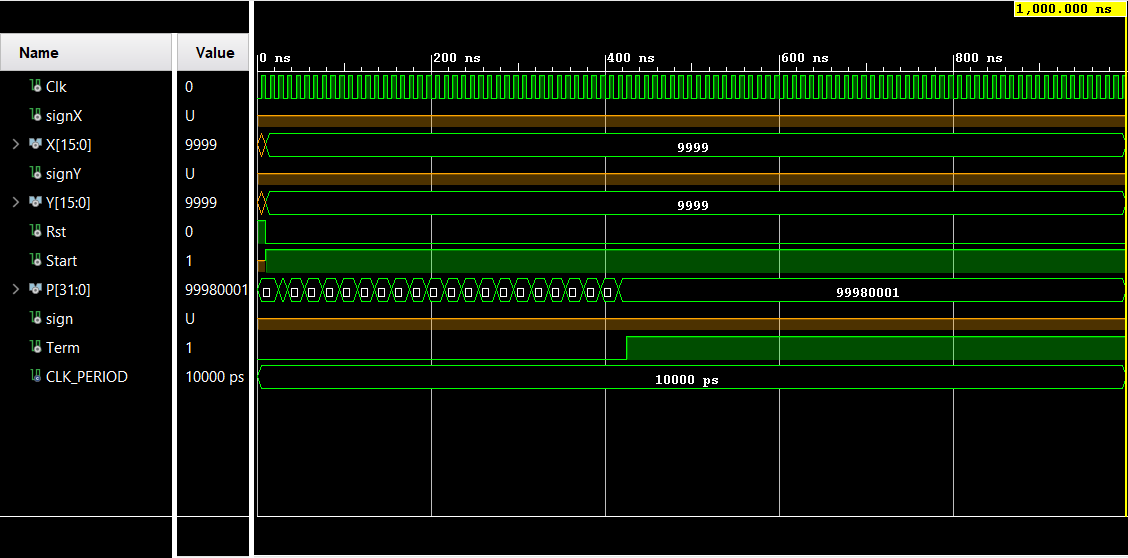 1,000.000 ns
Name Value
0 ns 200 ns 400 ns 600 ns 800 ns
Clk 0
signX U
X[15:0] 9999 9999
signY U
Y[15:0] 9999 9999
Rst 0
Start 1
P[31:0] 99980001 99980001
sign U
Term 1
CLK_PERIOD 10000 ps 10000 ps